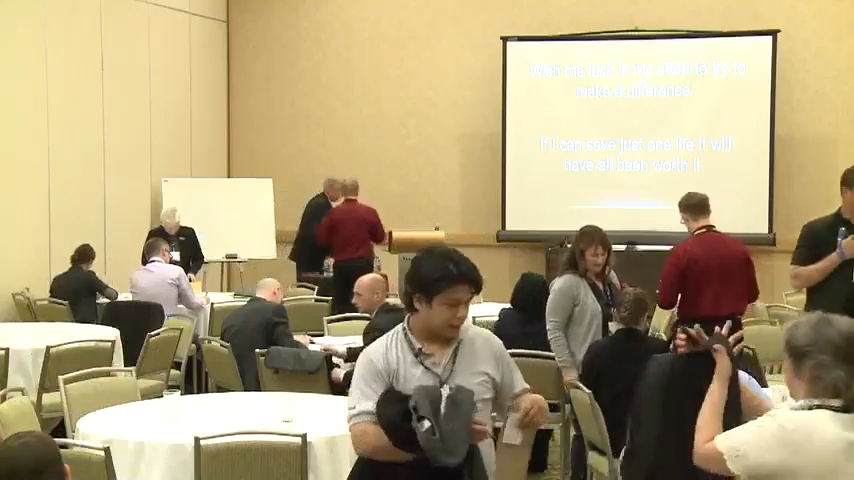 Wish me luck in my effort to try to
make a difference.
If I can save just one life it will
have all been worth it.